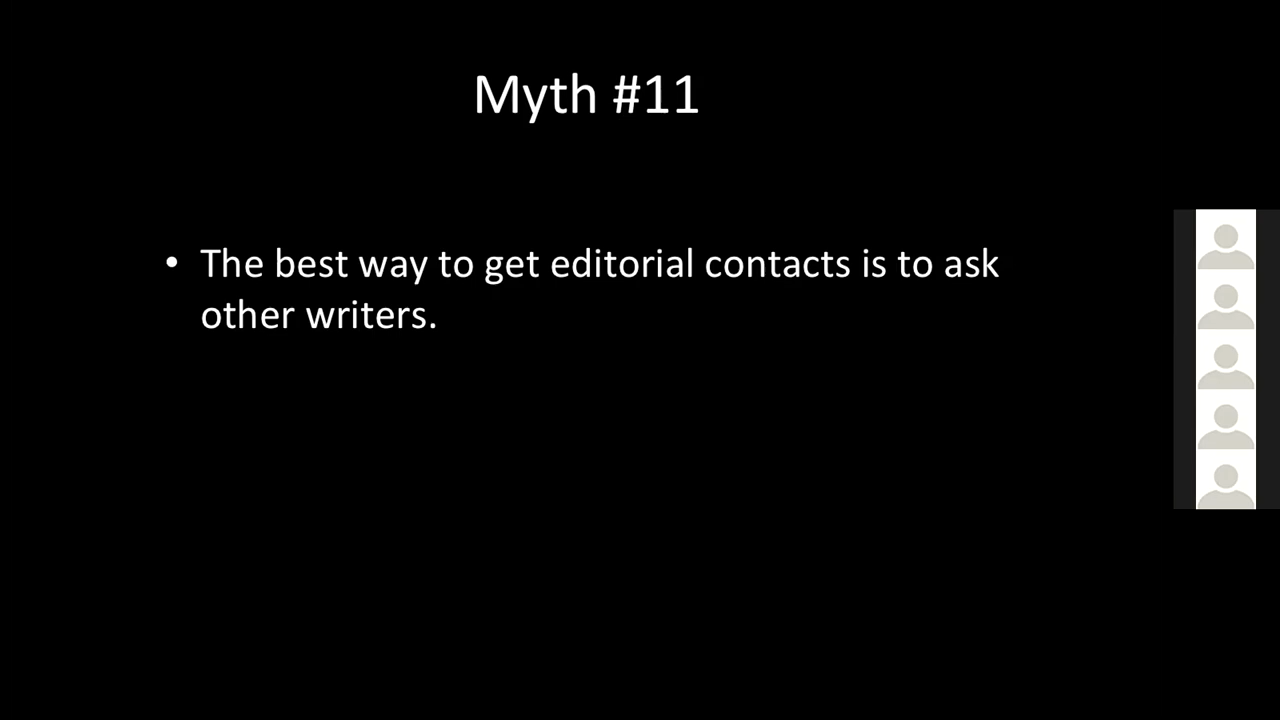 Myth #11
• The best way to get editorial contacts is to ask
other writers.